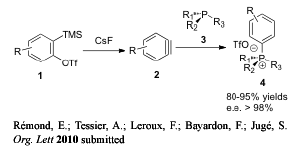 R
TMS
OTf
1
CsF
R
2
R₁‴P–R₃
R₂
3
R
TfO⊖
R₁‴P–R₃
R₂ ⊕
4
80-95% yields
e.e. > 98%
Rémond, E.; Tessier, A.; Leroux, F.; Bayardon, F.; Jugé, S.
Org. Lett 2010 submitted